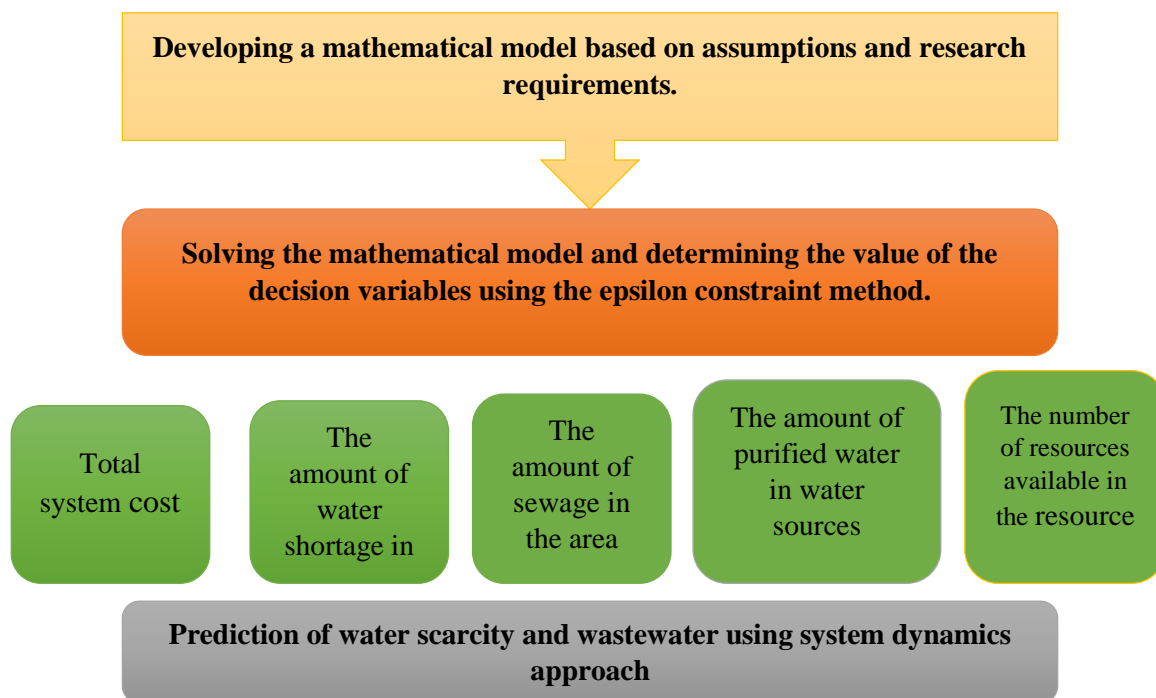 Developing a mathematical model based on assumptions and research
requirements.
Solving the mathematical model and determining the value of the
decision variables using the epsilon constraint method.
Total
system cost
The
amount of
water
shortage in
The
amount of
sewage in
the area
The amount of
purified water
in water
sources
The number
of resources
available in
the resource
Prediction of water scarcity and wastewater using system dynamics
approach